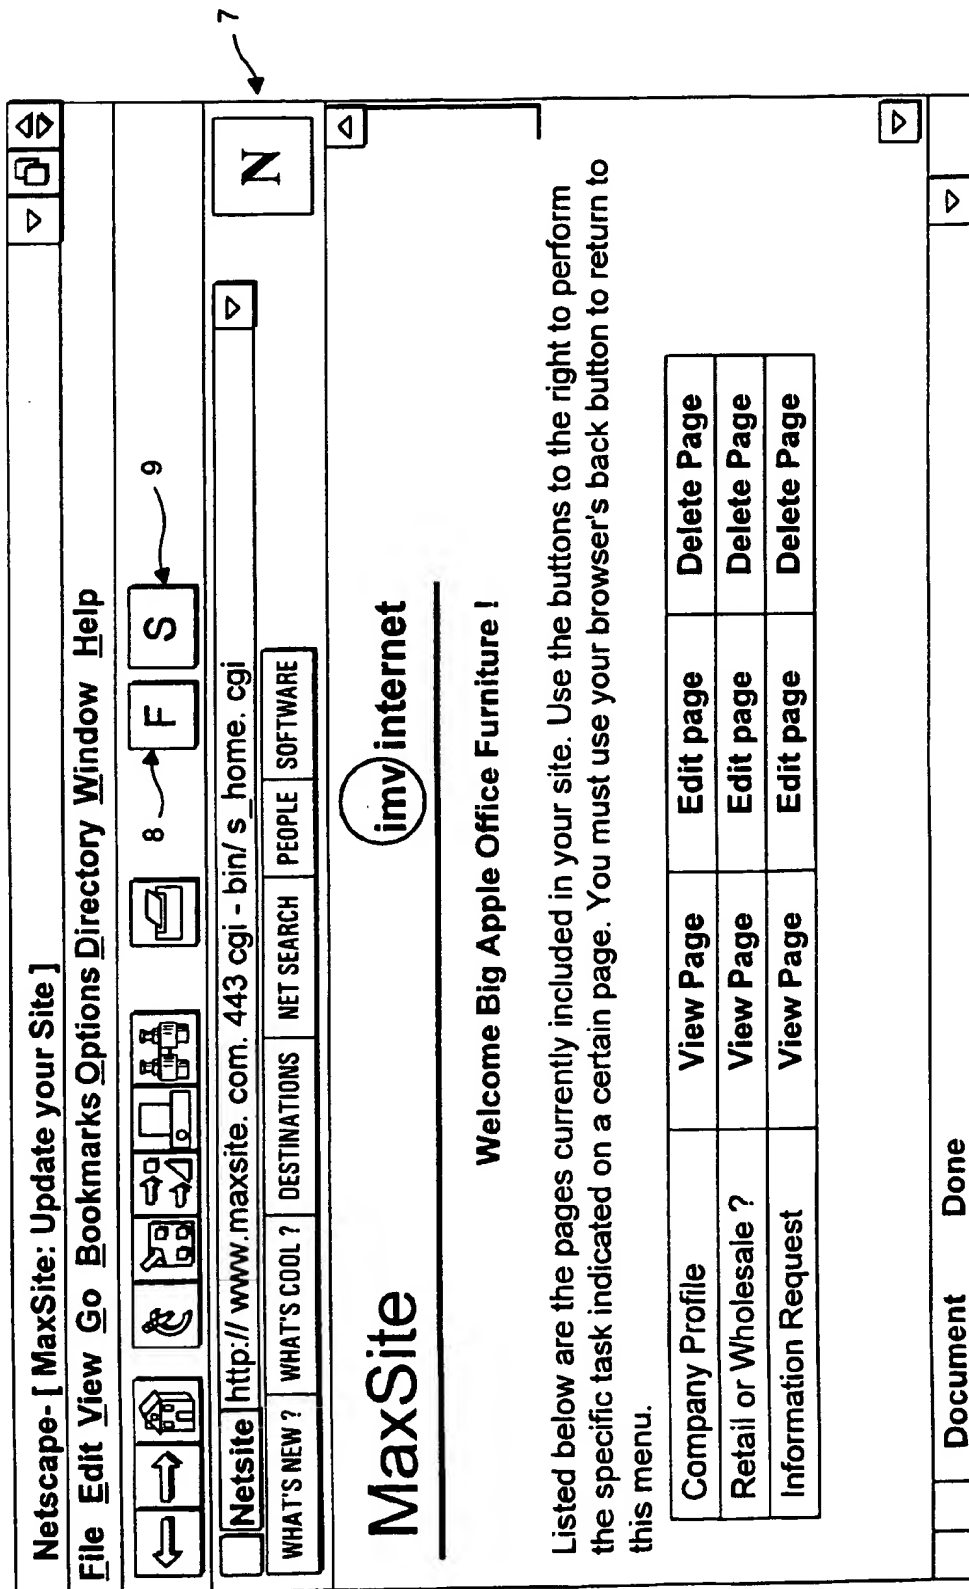 7
Netscape- [ MaxSite: Update your Site ]
File Edit View Go Bookmarks Options Directory Window Help
8 F S 9
Netsite http:// www.maxsite. com. 443 cgi - bin/ s_home. cgi
N
WHAT'S NEW ? WHAT'S COOL ? DESTINATIONS NET SEARCH PEOPLE SOFTWARE
MaxSite imv internet
Welcome Big Apple Office Furniture !
Listed below are the pages currently included in your site. Use the buttons to the right to perform
the specific task indicated on a certain page. You must use your browser's back button to return to
this menu.
Company Profile View Page Edit page Delete Page
Retail or Wholesale ? View Page Edit page Delete Page
Information Request View Page Edit page Delete Page
Document Done